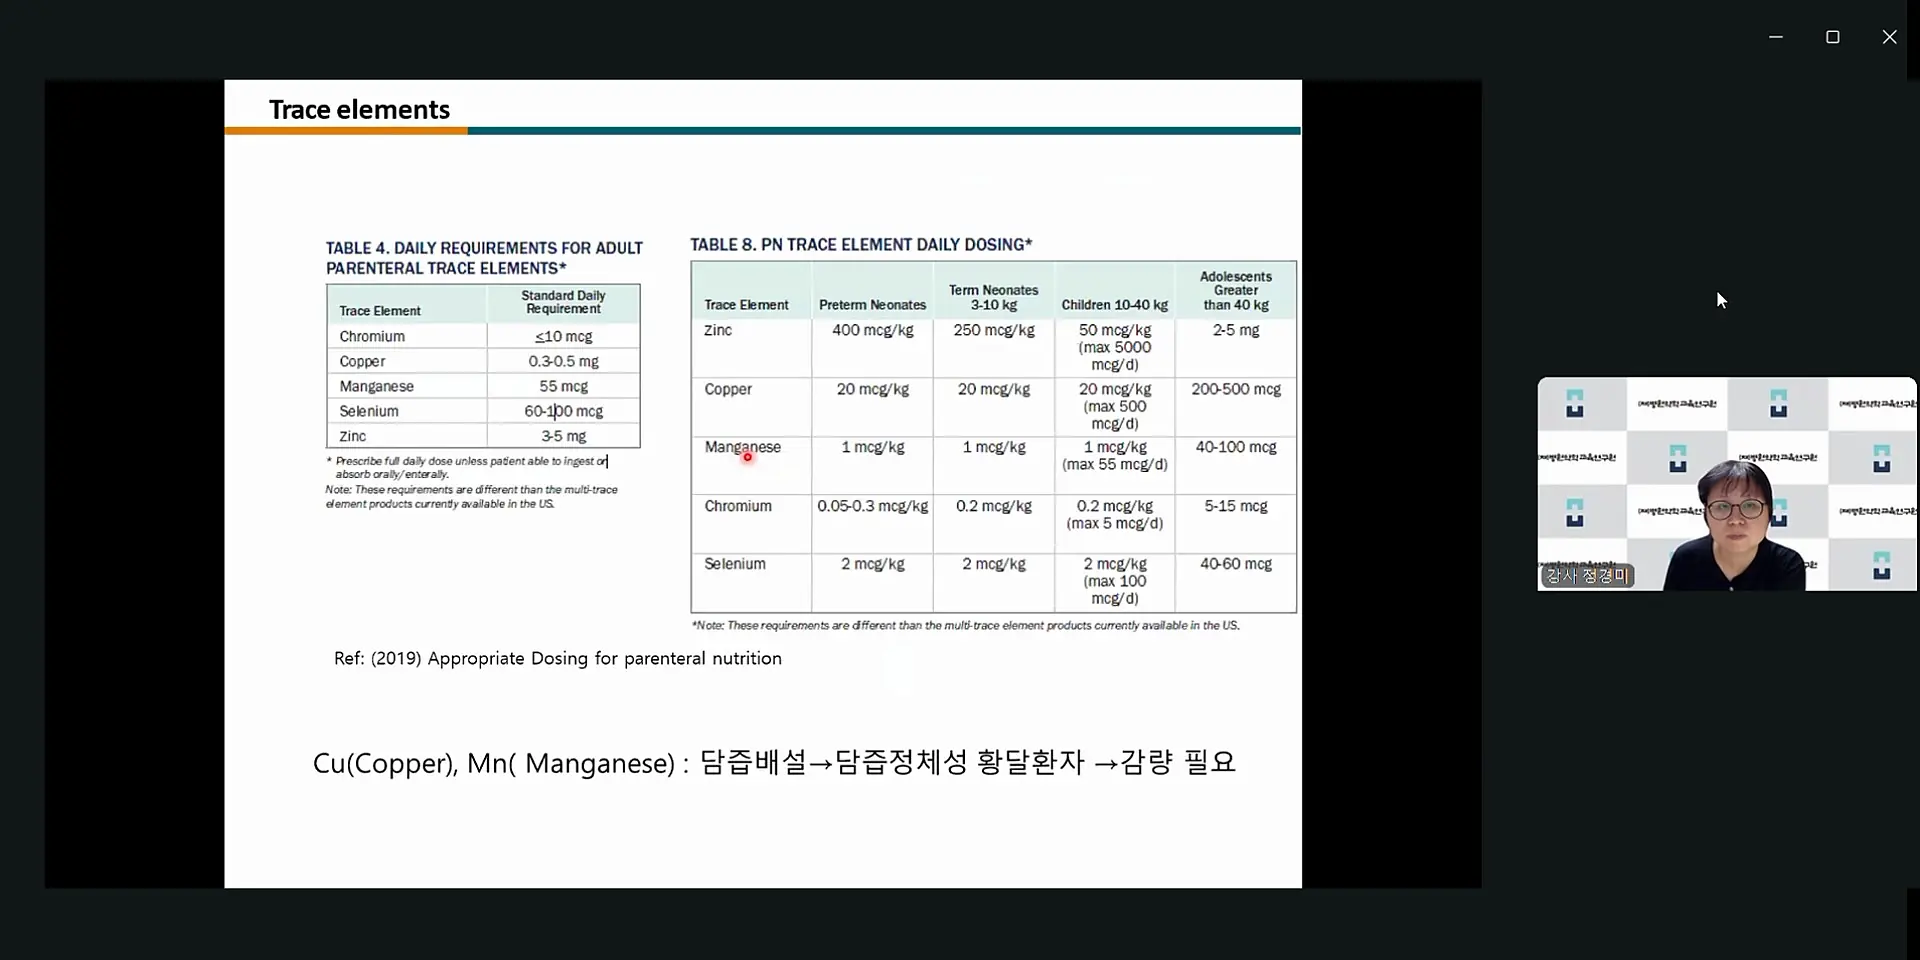 Trace elements
TABLE 4. DAILY REQUIREMENTS FOR ADULT
PARENTERAL TRACE ELEMENTS*
Trace Element Standard Daily Requirement
Chromium ≤10 mcg
Copper 0.3-0.5 mg
Manganese 55 mcg
Selenium 60-100 mcg
Zinc 3-5 mg
* Prescribe full daily dose unless patient able to ingest or
absorb orally/enterally.
Note: These requirements are different than the multi-trace
element products currently available in the US.
TABLE 8. PN TRACE ELEMENT DAILY DOSING*
Trace Element Preterm Neonates Term Neonates 3-10 kg Children 10-40 kg Adolescents Greater than 40 kg
Zinc 400 mcg/kg 250 mcg/kg 50 mcg/kg (max 5000 mcg/d) 2-5 mg
Copper 20 mcg/kg 20 mcg/kg 20 mcg/kg (max 500 mcg/d) 200-500 mcg
Manganese 1 mcg/kg 1 mcg/kg 1 mcg/kg (max 55 mcg/d) 40-100 mcg
Chromium 0.05-0.3 mcg/kg 0.2 mcg/kg 0.2 mcg/kg (max 5 mcg/d) 5-15 mcg
Selenium 2 mcg/kg 2 mcg/kg 2 mcg/kg (max 100 mcg/d) 40-60 mcg
*Note: These requirements are different than the multi-trace element products currently available in the US.
Ref: (2019) Appropriate Dosing for parenteral nutrition
Cu(Copper), Mn( Manganese) : 담즙배설→담즙정체성 황달환자 →감량 필요
(재)병원약학교육연구원
강사 정경미